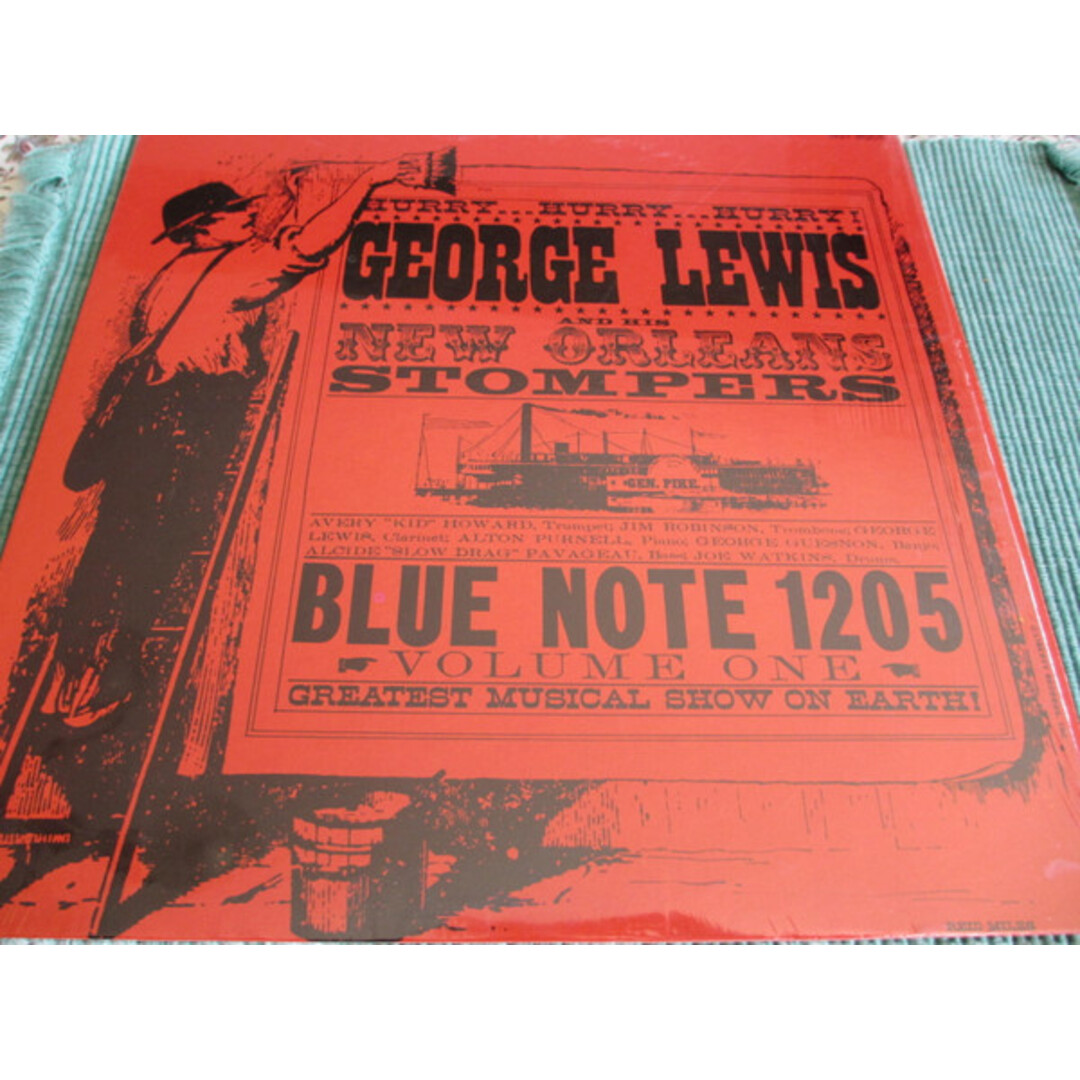 HURRY...HURRY...HURRY!
GEORGE LEWIS
AND HIS
NEW ORLEANS
STOMPERS
GEN. PIKE
AVERY "KID" HOWARD, Trumpet; JIM ROBINSON, Trombone; GEORGE
LEWIS, Clarinet; ALTON PURNELL, Piano; GEORGE GUESNON, Banjo
ALCIDE "SLOW DRAG" PAVAGEAU, Bass; JOE WATKINS, Drums.
BLUE NOTE 1205
VOLUME ONE
GREATEST MUSICAL SHOW ON EARTH!
REID MILES